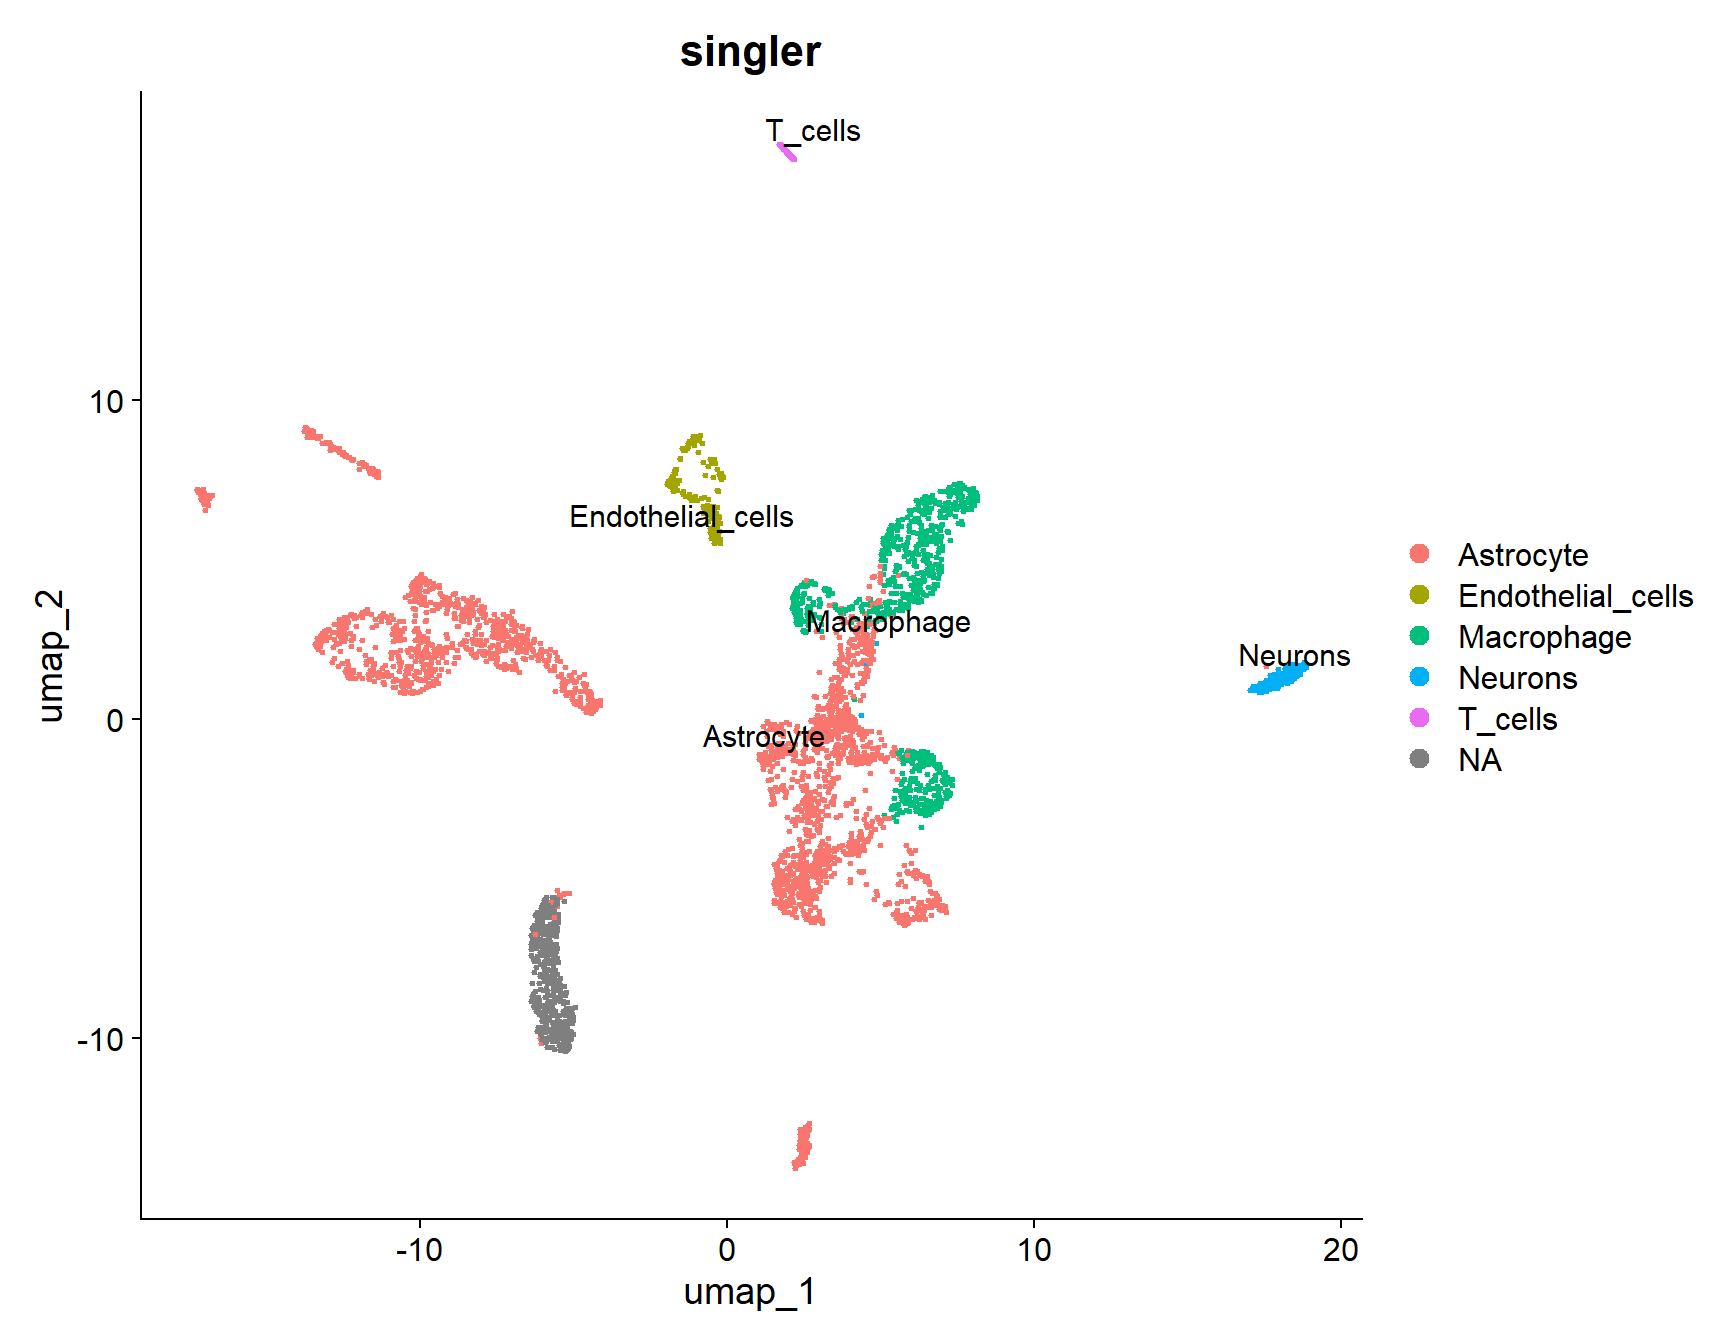 singler
T_cells
10
Endothelial_cells
Macrophage
Neurons
0
Astrocyte
-10
umap_2
-10
0
10
20
umap_1
Astrocyte
Endothelial_cells
Macrophage
Neurons
T_cells
NA